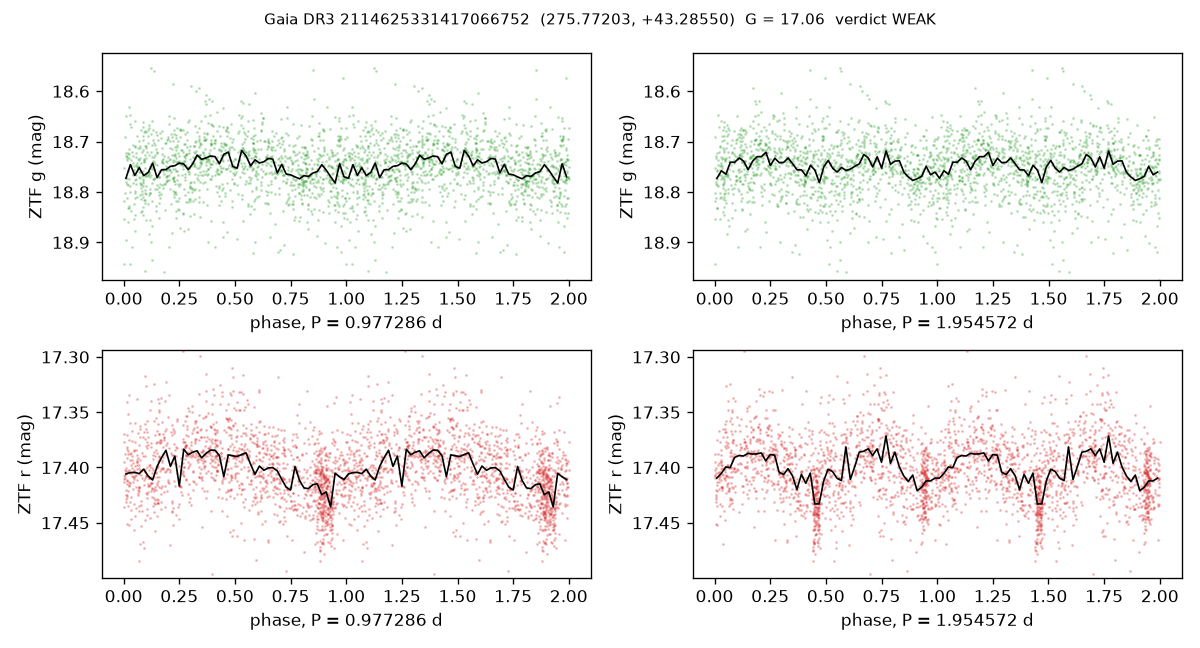 Gaia DR3 2114625331417066752 (275.77203, +43.28550) G = 17.06 verdict WEAK
ZTF g (mag)
18.6
18.7
18.8
18.9
0.00 0.25 0.50 0.75 1.00 1.25 1.50 1.75 2.00
phase, P = 0.977286 d
ZTF g (mag)
18.6
18.7
18.8
18.9
0.00 0.25 0.50 0.75 1.00 1.25 1.50 1.75 2.00
phase, P = 1.954572 d
ZTF r (mag)
17.30
17.35
17.40
17.45
0.00 0.25 0.50 0.75 1.00 1.25 1.50 1.75 2.00
phase, P = 0.977286 d
ZTF r (mag)
17.30
17.35
17.40
17.45
0.00 0.25 0.50 0.75 1.00 1.25 1.50 1.75 2.00
phase, P = 1.954572 d